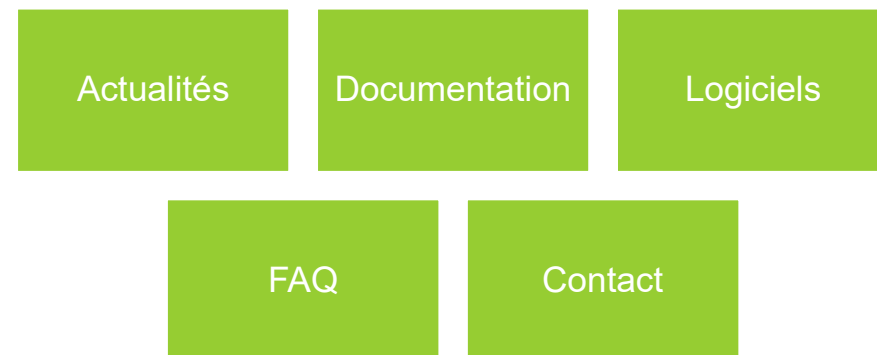 Actualités
Documentation
Logiciels
FAQ
Contact